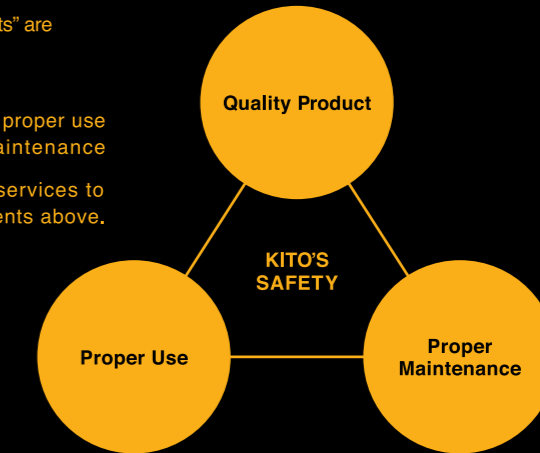 ts” are
proper use
aintenance
services to
ents above.
Quality Product
KITO’S
SAFETY
Proper Use
Proper
Maintenance